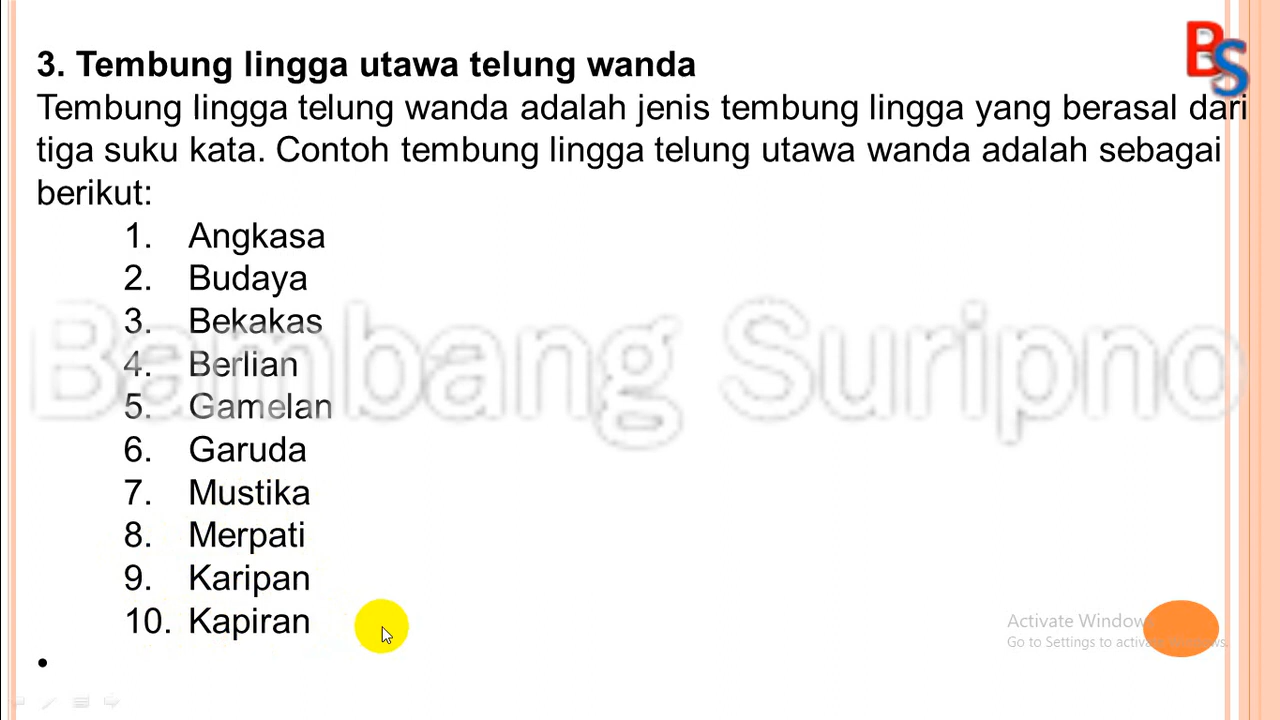 BS
3. Tembung lingga utawa telung wanda
Tembung lingga telung wanda adalah jenis tembung lingga yang berasal dari
tiga suku kata. Contoh tembung lingga telung utawa wanda adalah sebagai
berikut:
1. Angkasa
2. Budaya
3. Bekakas
4. Berlian
5. Gamelan
6. Garuda
7. Mustika
8. Merpati
9. Karipan
10. Kapiran
•
Bambang Suripno
Activate Windows
Go to Settings to activate Windows.